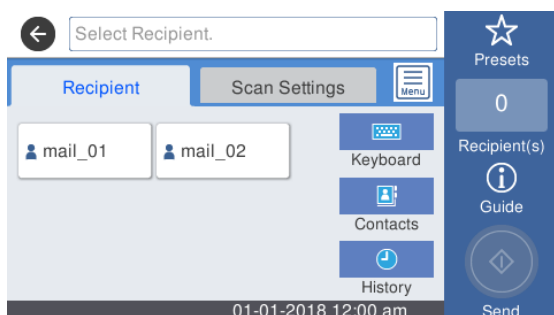 Select Recipient.
Presets
Recipient
Scan Settings
Menu
0
Recipient(s)
mail_01
mail_02
Keyboard
Guide
Contacts
History
01-01-2018 12:00 am
Send